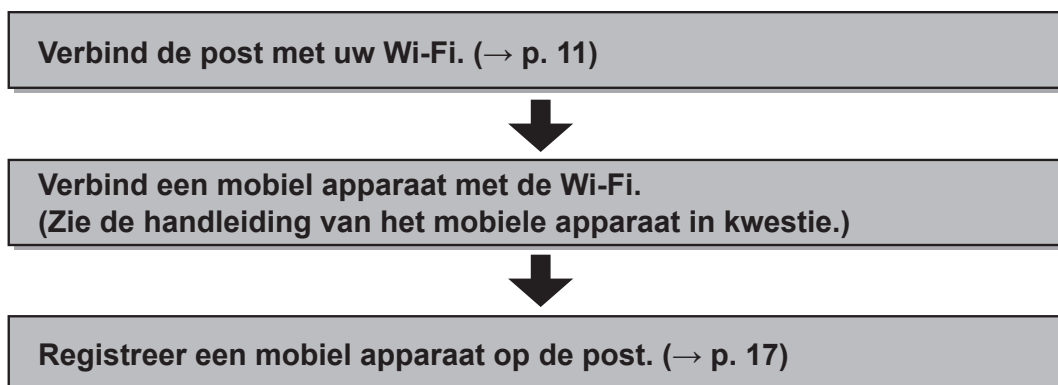 Verbind de post met uw Wi-Fi. (→ p. 11)
Verbind een mobiel apparaat met de Wi-Fi.
(Zie de handleiding van het mobiele apparaat in kwestie.)
Registreer een mobiel apparaat op de post. (→ p. 17)